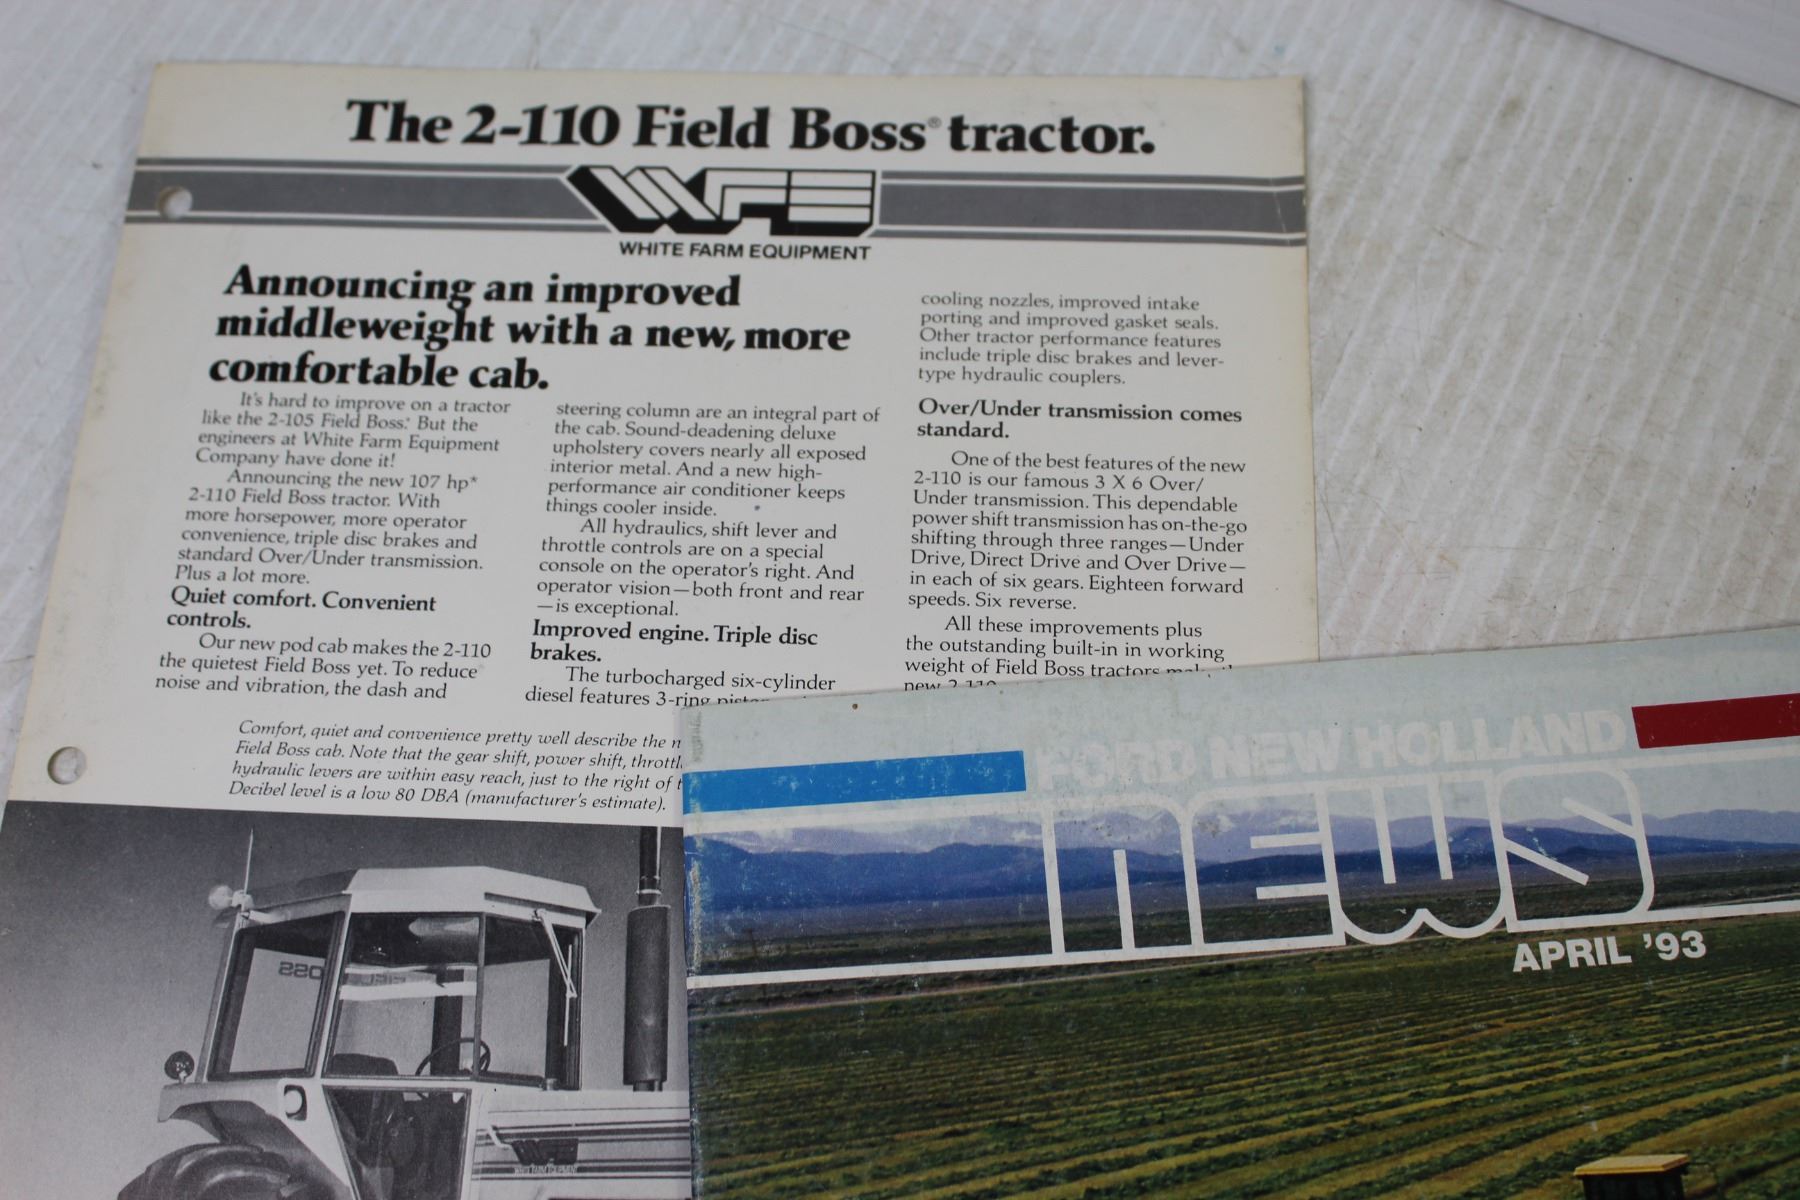 The 2-110 Field Boss® tractor.
WFE
WHITE FARM EQUIPMENT
Announcing an improved
middleweight with a new, more
comfortable cab.
It's hard to improve on a tractor
like the 2-105 Field Boss. But the
engineers at White Farm Equipment
Company have done it!
Announcing the new 107 hp*
2-110 Field Boss tractor. With
more horsepower, more operator
convenience, triple disc brakes and
standard Over/Under transmission.
Plus a lot more.
Quiet comfort. Convenient
controls.
Our new pod cab makes the 2-110
the quietest Field Boss yet. To reduce
noise and vibration, the dash and
steering column are an integral part of
the cab. Sound-deadening deluxe
upholstery covers nearly all exposed
interior metal. And a new high-
performance air conditioner keeps
things cooler inside.
All hydraulics, shift lever and
throttle controls are on a special
console on the operator's right. And
operator vision—both front and rear
—is exceptional.
Improved engine. Triple disc
brakes.
The turbocharged six-cylinder
diesel features 3-ring
cooling nozzles, improved intake
porting and improved gasket seals.
Other tractor performance features
include triple disc brakes and lever-
type hydraulic couplers.
Over/Under transmission comes
standard.
One of the best features of the new
2-110 is our famous 3 X 6 Over/
Under transmission. This dependable
power shift transmission has on-the-go
shifting through three ranges—Under
Drive, Direct Drive and Over Drive—
in each of six gears. Eighteen forward
speeds. Six reverse.
All these improvements plus
the outstanding built-in in working
weight of Field Boss tractors
new 2-110
Comfort, quiet and convenience pretty well describe the
Field Boss cab. Note that the gear shift, power shift,
hydraulic levers are within easy reach, just to the right of
Decibel level is a low 80 DBA (manufacturer's estimate).
WFE
WHITE FARM EQUIPMENT
FORD NEW HOLLAND
news
APRIL '93